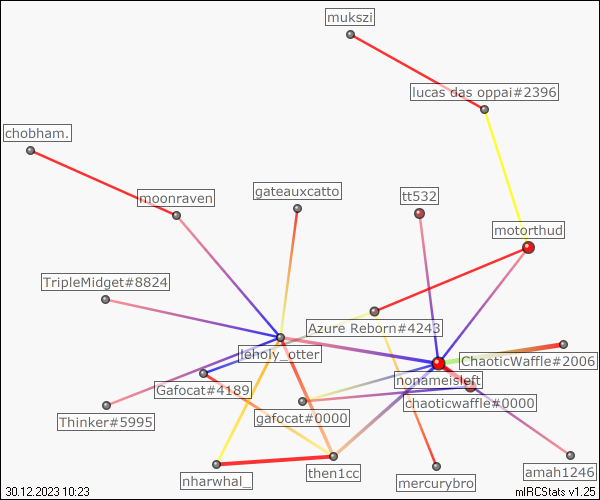 mukszi
lucas das oppai#2396
chobham.
moonraven
gateauxcatto
tt532
motorthud
TripleMidget#8824
Azure Reborn#4243
leholy_otter
ChaoticWaffle#2006
nonameisleft
Gafocat#4189
chaoticwaffle#0000
gafocat#0000
Thinker#5995
then1cc
amah1246
nharwhal_
mercurybro
30.12.2023 10:23
mIRCStats v1.25